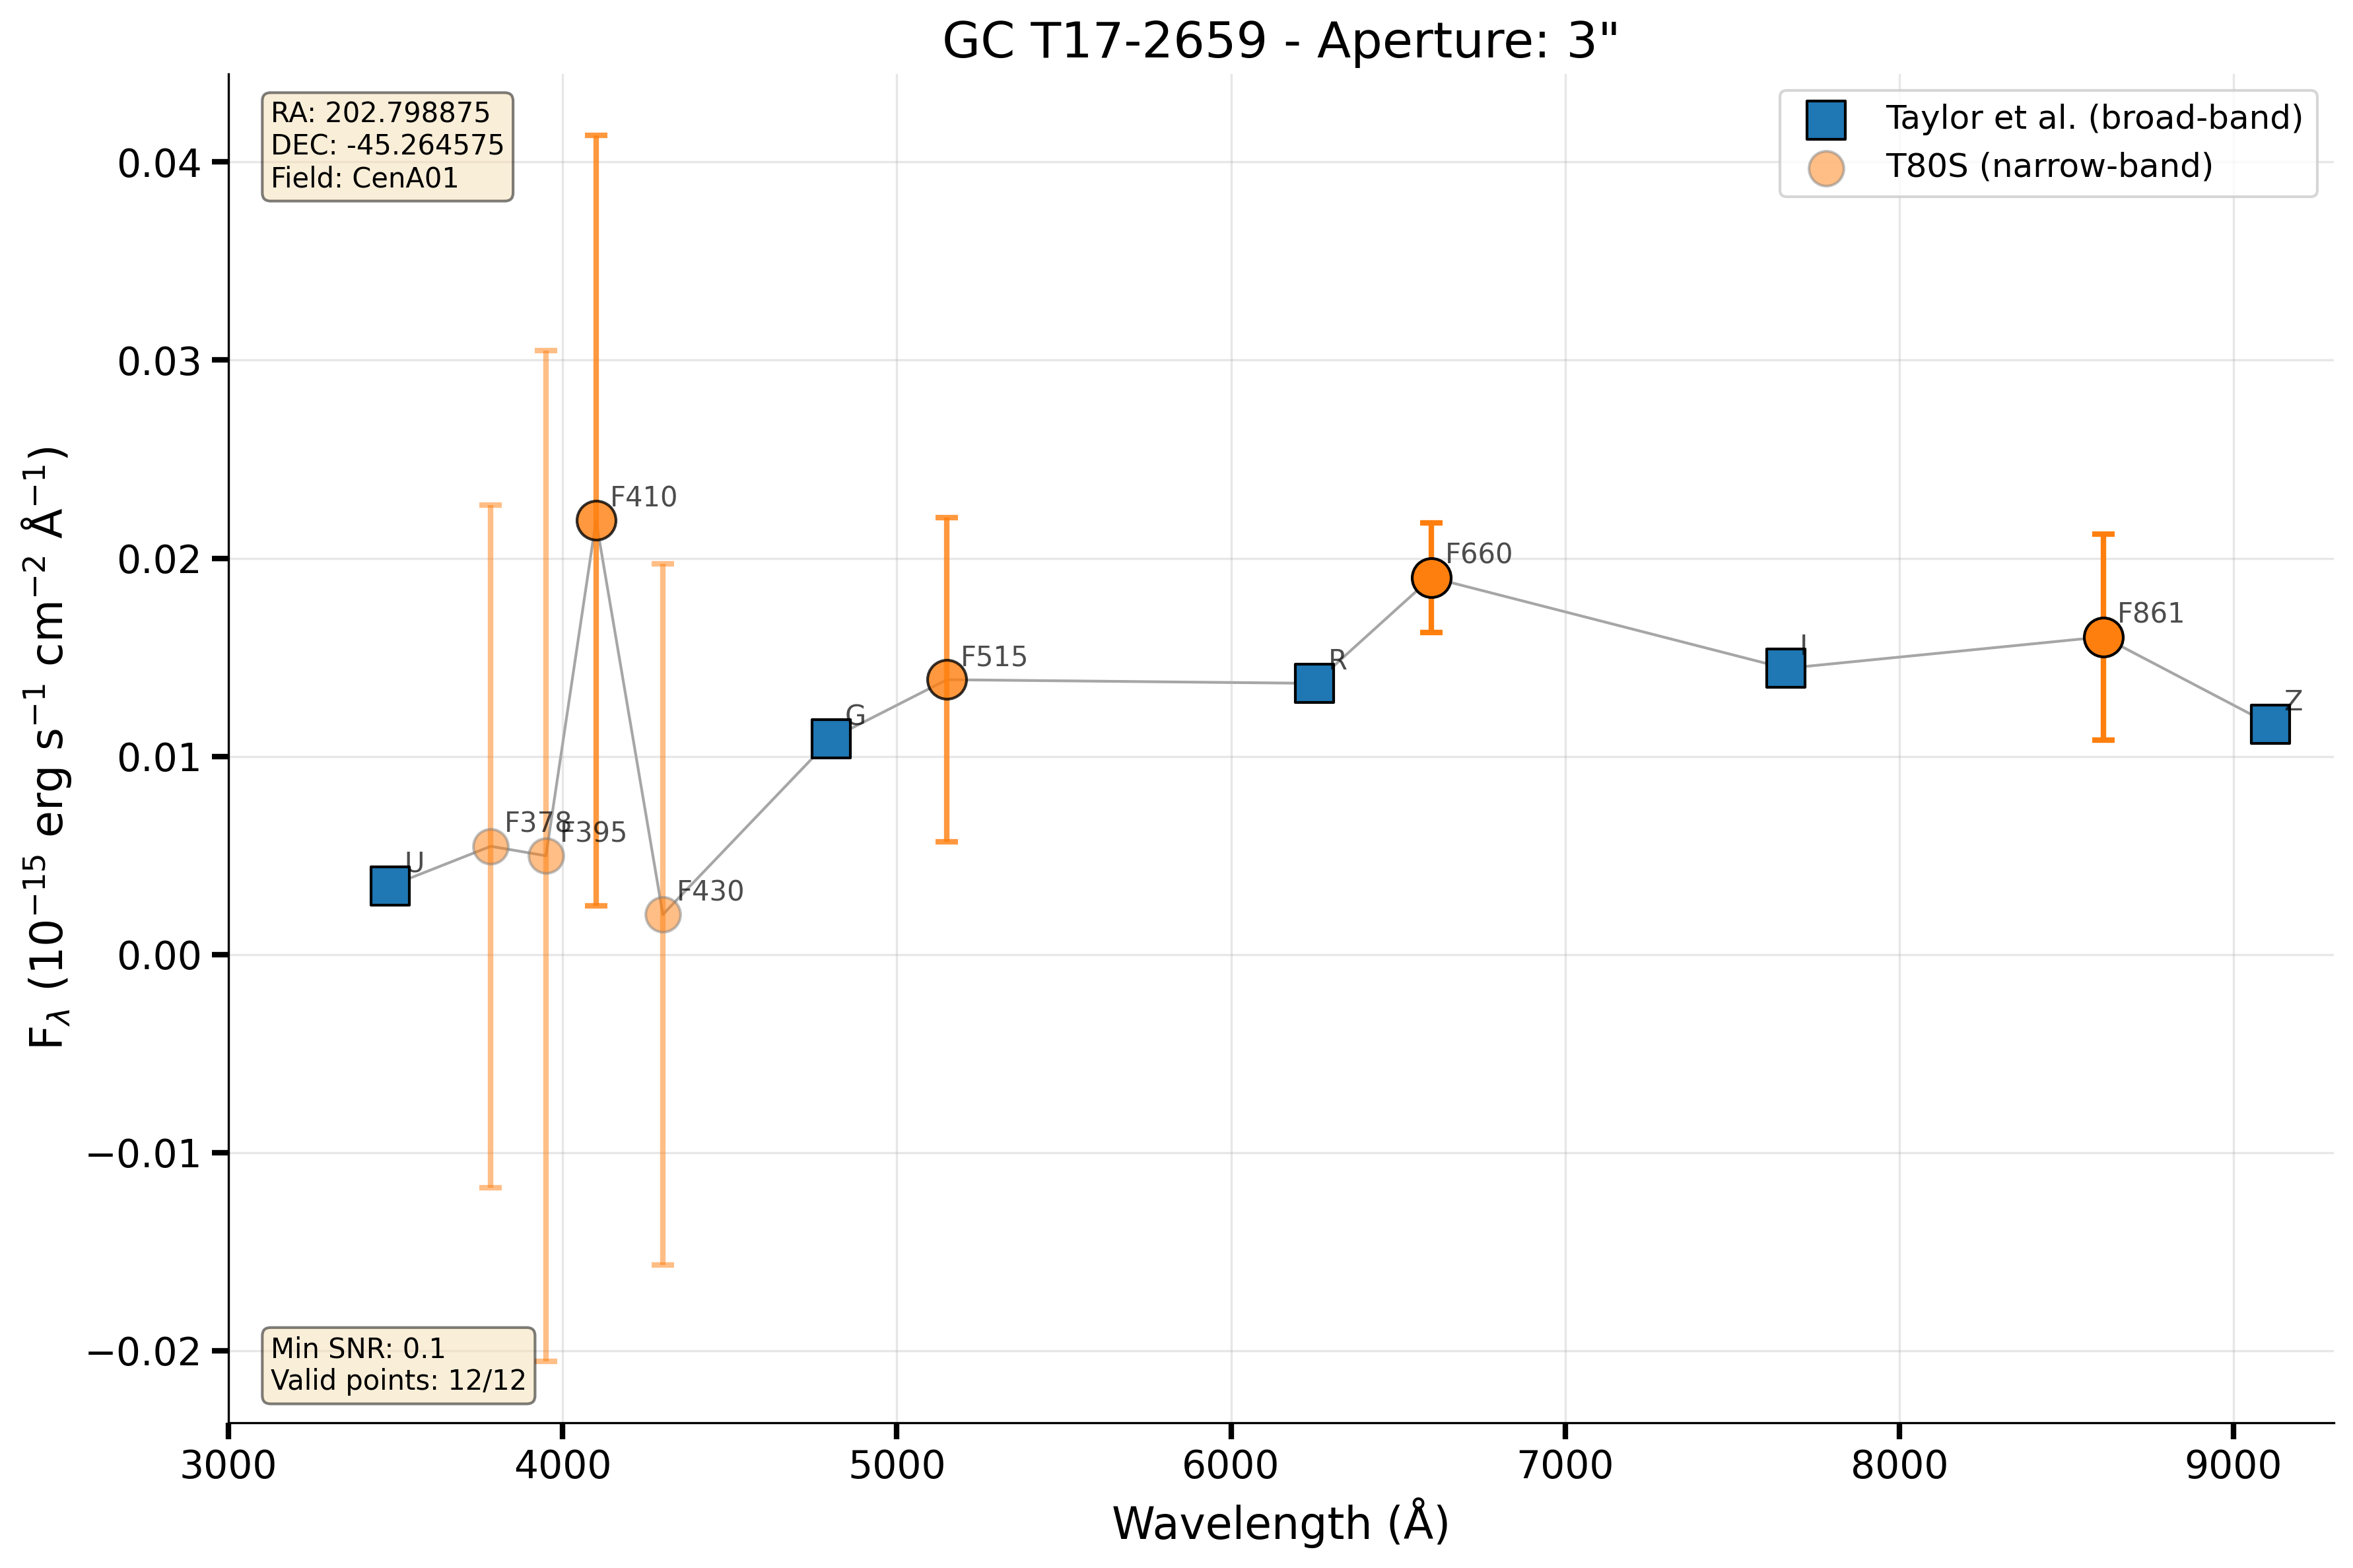 GC T17-2659 - Aperture: 3"
RA: 202.798875
DEC: -45.264575
Field: CenA01
Taylor et al. (broad-band)
T80S (narrow-band)
0.04
0.03
0.02
0.01
0.00
−0.01
−0.02
F_λ (10⁻¹⁵ erg s⁻¹ cm⁻² Å⁻¹)
U
F378
F395
F410
F430
G
F515
R
F660
I
F861
Z
Min SNR: 0.1
Valid points: 12/12
3000 4000 5000 6000 7000 8000 9000
Wavelength (Å)